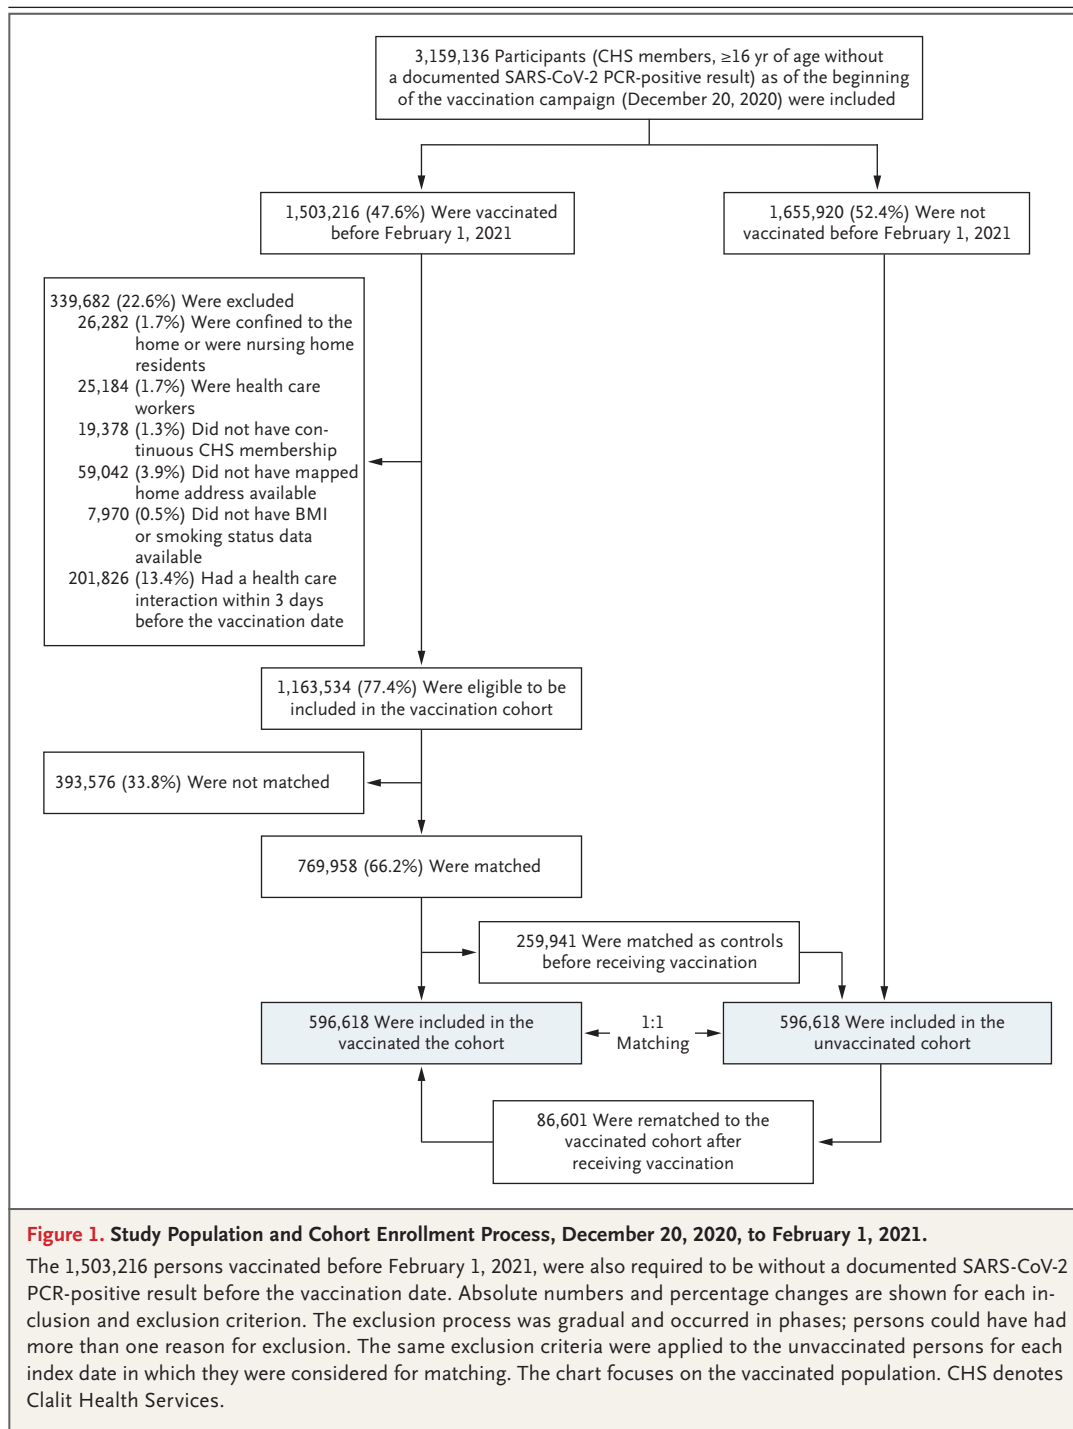 3,159,136 Participants (CHS members, ≥16 yr of age without
a documented SARS-CoV-2 PCR-positive result) as of the beginning
of the vaccination campaign (December 20, 2020) were included
1,503,216 (47.6%) Were vaccinated
before February 1, 2021
1,655,920 (52.4%) Were not
vaccinated before February 1, 2021
339,682 (22.6%) Were excluded
26,282 (1.7%) Were confined to the
home or were nursing home
residents
25,184 (1.7%) Were health care
workers
19,378 (1.3%) Did not have con-
tinuous CHS membership
59,042 (3.9%) Did not have mapped
home address available
7,970 (0.5%) Did not have BMI
or smoking status data
available
201,826 (13.4%) Had a health care
interaction within 3 days
before the vaccination date
1,163,534 (77.4%) Were eligible to be
included in the vaccination cohort
393,576 (33.8%) Were not matched
769,958 (66.2%) Were matched
259,941 Were matched as controls
before receiving vaccination
596,618 Were included in the
vaccinated the cohort
1:1
Matching
596,618 Were included in the
unvaccinated cohort
86,601 Were rematched to the
vaccinated cohort after
receiving vaccination
Figure 1. Study Population and Cohort Enrollment Process, December 20, 2020, to February 1, 2021.
The 1,503,216 persons vaccinated before February 1, 2021, were also required to be without a documented SARS-CoV-2
PCR-positive result before the vaccination date. Absolute numbers and percentage changes are shown for each in-
clusion and exclusion criterion. The exclusion process was gradual and occurred in phases; persons could have had
more than one reason for exclusion. The same exclusion criteria were applied to the unvaccinated persons for each
index date in which they were considered for matching. The chart focuses on the vaccinated population. CHS denotes
Clalit Health Services.